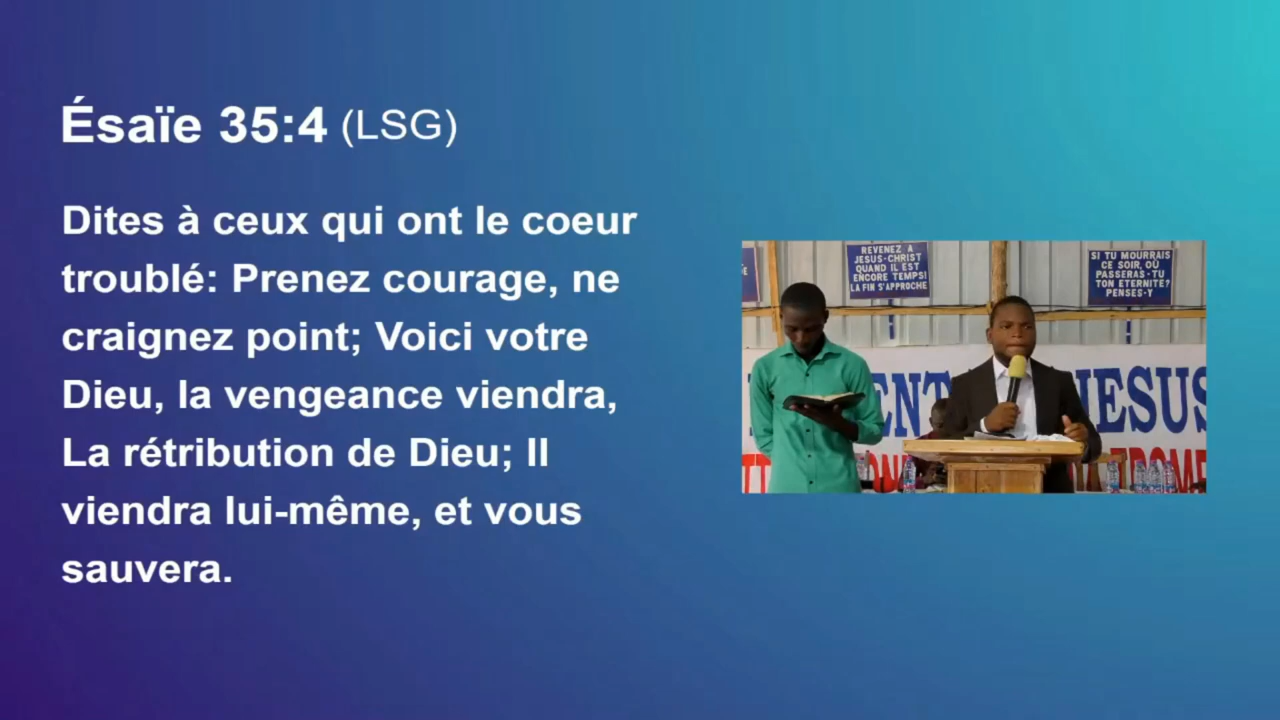 Ésaïe 35:4 (LSG)
Dites à ceux qui ont le coeur
troublé: Prenez courage, ne
craignez point; Voici votre
Dieu, la vengeance viendra,
La rétribution de Dieu; Il
viendra lui-même, et vous
sauvera.
REVENEZ A
JESUS-CHRIST
QUAND IL EST
ENCORE TEMPS!
LA FIN S'APPROCHE
SI TU MOURRAIS
CE SOIR, OÙ
PASSERAS-TU
TON ETERNITE?
PENSES-Y
JESUS